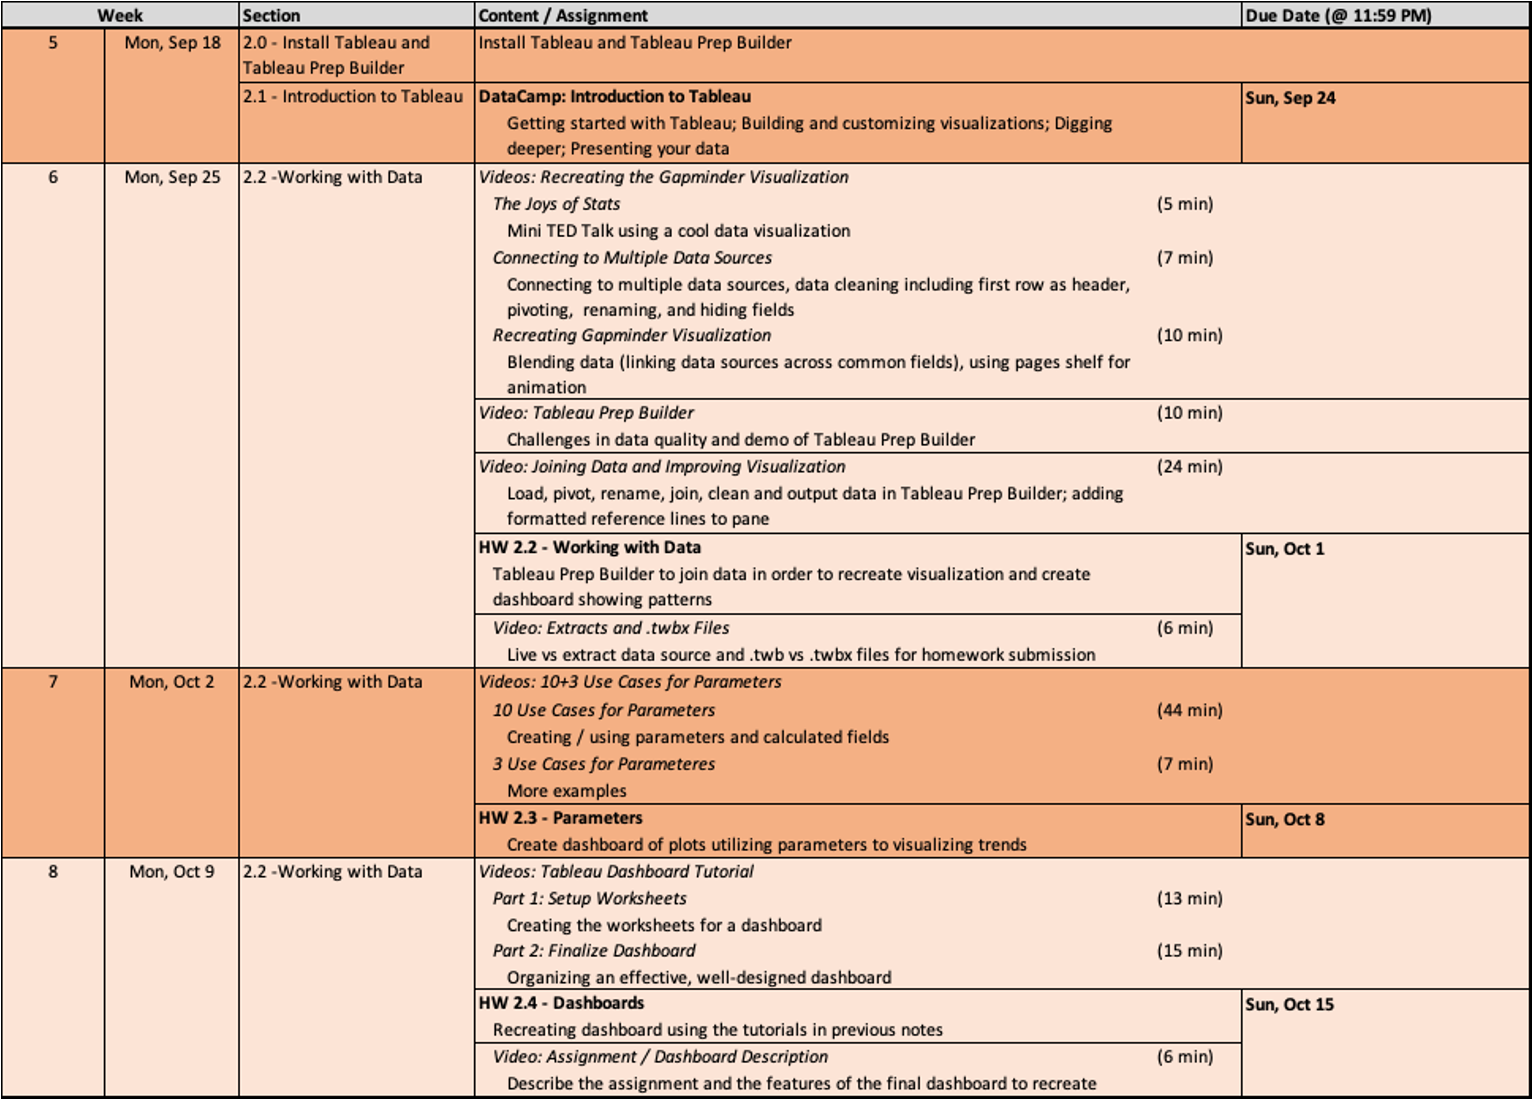 Week Section Content / Assignment Due Date (@ 11:59 PM)
5 Mon, Sep 18 2.0 - Install Tableau and Install Tableau and Tableau Prep Builder
Tableau Prep Builder
2.1 - Introduction to Tableau DataCamp: Introduction to Tableau Sun, Sep 24
Getting started with Tableau; Building and customizing visualizations; Digging
deeper; Presenting your data
6 Mon, Sep 25 2.2 -Working with Data Videos: Recreating the Gapminder Visualization
The Joys of Stats (5 min)
Mini TED Talk using a cool data visualization
Connecting to Multiple Data Sources (7 min)
Connecting to multiple data sources, data cleaning including first row as header,
pivoting,  renaming, and hiding fields
Recreating Gapminder Visualization (10 min)
Blending data (linking data sources across common fields), using pages shelf for
animation
Video: Tableau Prep Builder (10 min)
Challenges in data quality and demo of Tableau Prep Builder
Video: Joining Data and Improving Visualization (24 min)
Load, pivot, rename, join, clean and output data in Tableau Prep Builder; adding
formatted reference lines to pane
HW 2.2 - Working with Data Sun, Oct 1
Tableau Prep Builder to join data in order to recreate visualization and create
dashboard showing patterns
Video: Extracts and .twbx Files (6 min)
Live vs extract data source and .twb vs .twbx files for homework submission
7 Mon, Oct 2 2.2 -Working with Data Videos: 10+3 Use Cases for Parameters
10 Use Cases for Parameters (44 min)
Creating / using parameters and calculated fields
3 Use Cases for Parameteres (7 min)
More examples
HW 2.3 - Parameters Sun, Oct 8
Create dashboard of plots utilizing parameters to visualizing trends
8 Mon, Oct 9 2.2 -Working with Data Videos: Tableau Dashboard Tutorial
Part 1: Setup Worksheets (13 min)
Creating the worksheets for a dashboard
Part 2: Finalize Dashboard (15 min)
Organizing an effective, well-designed dashboard
HW 2.4 - Dashboards Sun, Oct 15
Recreating dashboard using the tutorials in previous notes
Video: Assignment / Dashboard Description (6 min)
Describe the assignment and the features of the final dashboard to recreate